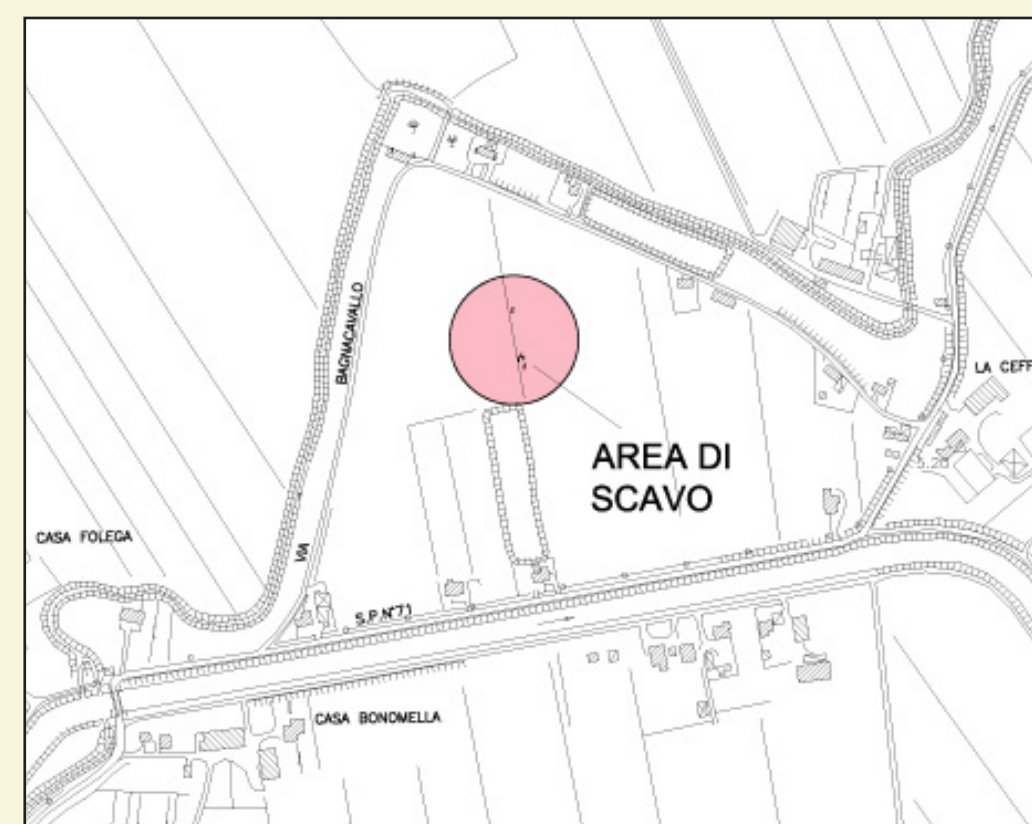 BAGNACAVALLO
LA CEFF
AREA DI
SCAVO
CASA FOLEGA
VIA
S.P.N°71
CASA BONOMELLA